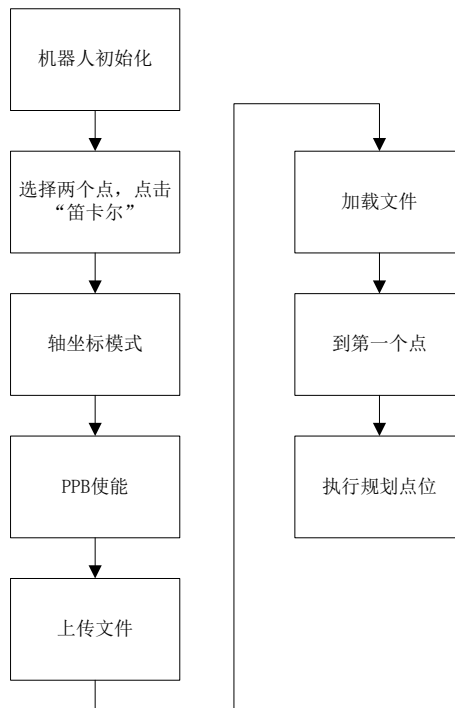 机器人初始化
选择两个点，点击
“笛卡尔”
轴坐标模式
PPB使能
上传文件
加载文件
到第一个点
执行规划点位